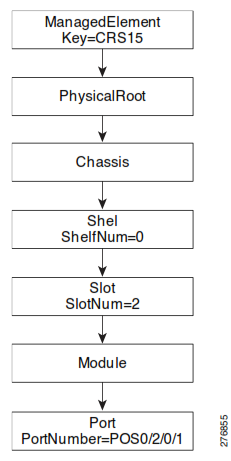 ManagedElement
Key=CRS15
PhysicalRoot
Chassis
Shel
ShelfNum=0
Slot
SlotNum=2
Module
Port
PortNumber=POS0/2/0/1
276855